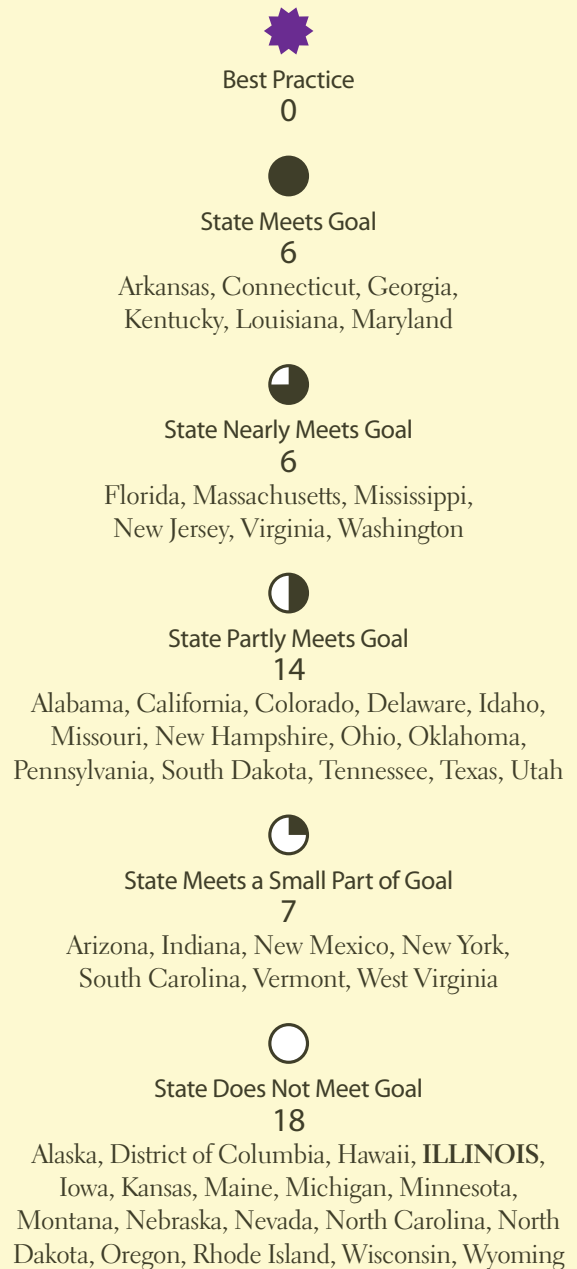 Best Practice
0
State Meets Goal
6
Arkansas, Connecticut, Georgia,
Kentucky, Louisiana, Maryland
State Nearly Meets Goal
6
Florida, Massachusetts, Mississippi,
New Jersey, Virginia, Washington
State Partly Meets Goal
14
Alabama, California, Colorado, Delaware, Idaho,
Missouri, New Hampshire, Ohio, Oklahoma,
Pennsylvania, South Dakota, Tennessee, Texas, Utah
State Meets a Small Part of Goal
7
Arizona, Indiana, New Mexico, New York,
South Carolina, Vermont, West Virginia
State Does Not Meet Goal
18
Alaska, District of Columbia, Hawaii, ILLINOIS,
Iowa, Kansas, Maine, Michigan, Minnesota,
Montana, Nebraska, Nevada, North Carolina, North
Dakota, Oregon, Rhode Island, Wisconsin, Wyoming